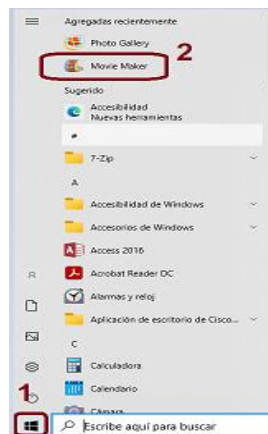 Agregadas recientemente
Photo Gallery
Movie Maker
2
Sugerido
Accesibilidad
Nuevas herramientas
#
7-Zip
A
Accesibilidad de Windows
Accesorios de Windows
Access 2016
Acrobat Reader DC
Alarmas y reloj
Aplicación de escritorio de Cisco...
C
Calculadora
Calendario
Cámara
1
Escribe aquí para buscar